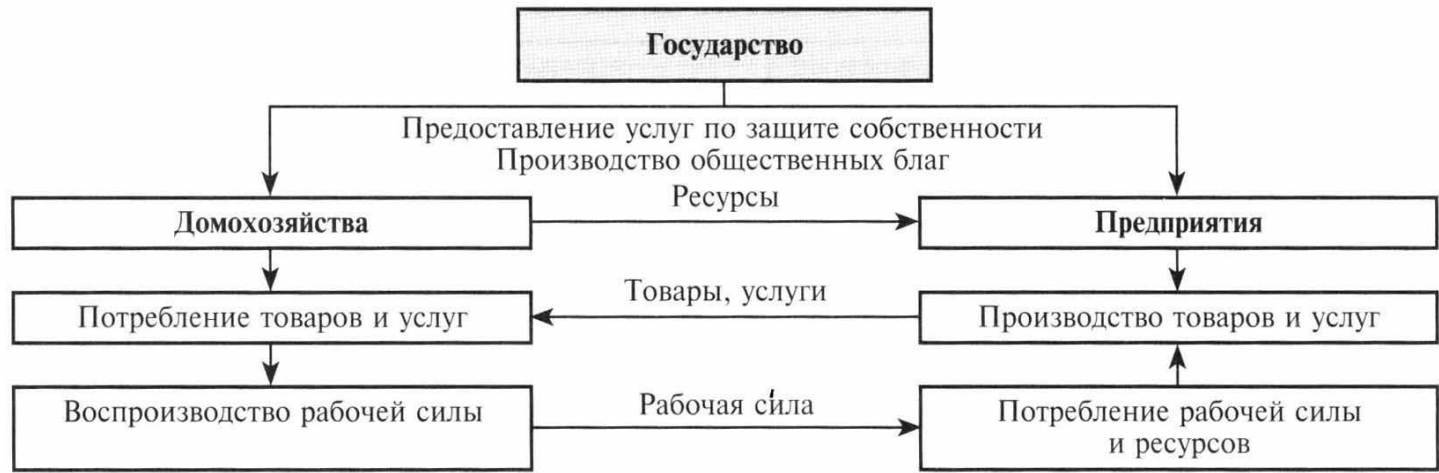 Государство
Предоставление услуг по защите собственности
Производство общественных благ
Домохозяйства
Ресурсы
Предприятия
Потребление товаров и услуг
Товары, услуги
Производство товаров и услуг
Воспроизводство рабочей силы
Рабочая сила
Потребление рабочей силы
и ресурсов